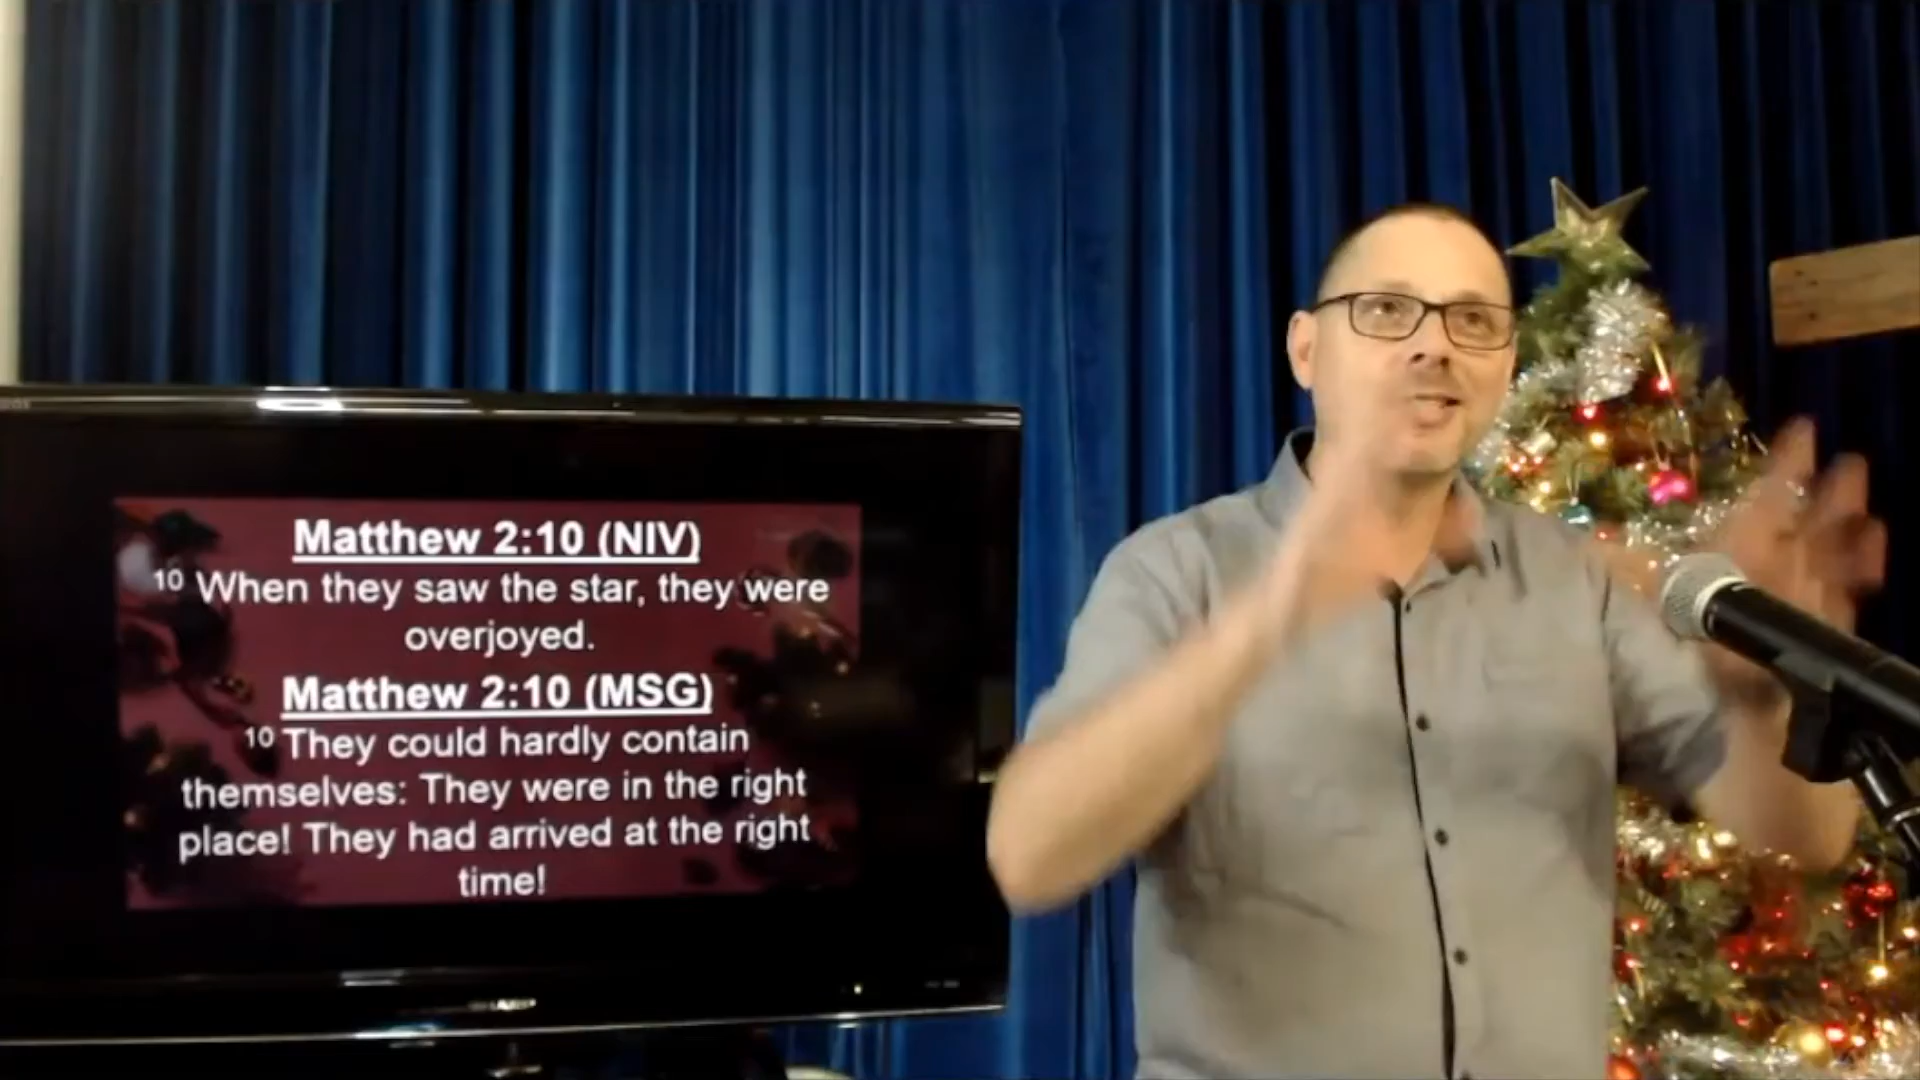 Matthew 2:10 (NIV)
10 When they saw the star, they were
overjoyed.
Matthew 2:10 (MSG)
10 They could hardly contain
themselves: They were in the right
place! They had arrived at the right
time!
SHARP